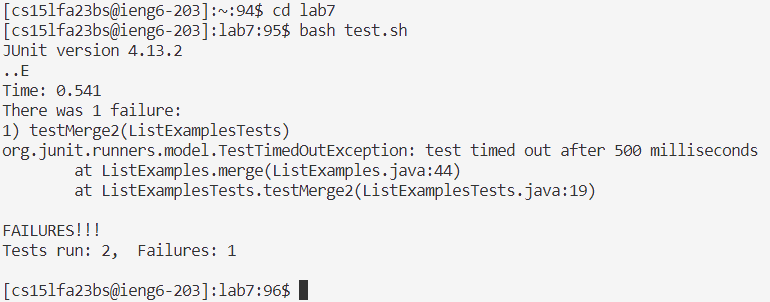 [cs15lfa23bs@ieng6-203]:~:94$ cd lab7
[cs15lfa23bs@ieng6-203]:lab7:95$ bash test.sh
JUnit version 4.13.2
..E
Time: 0.541
There was 1 failure:
1) testMerge2(ListExamplesTests)
org.junit.runners.model.TestTimedOutException: test timed out after 500 milliseconds
        at ListExamples.merge(ListExamples.java:44)
        at ListExamplesTests.testMerge2(ListExamplesTests.java:19)
FAILURES!!!
Tests run: 2,  Failures: 1
[cs15lfa23bs@ieng6-203]:lab7:96$